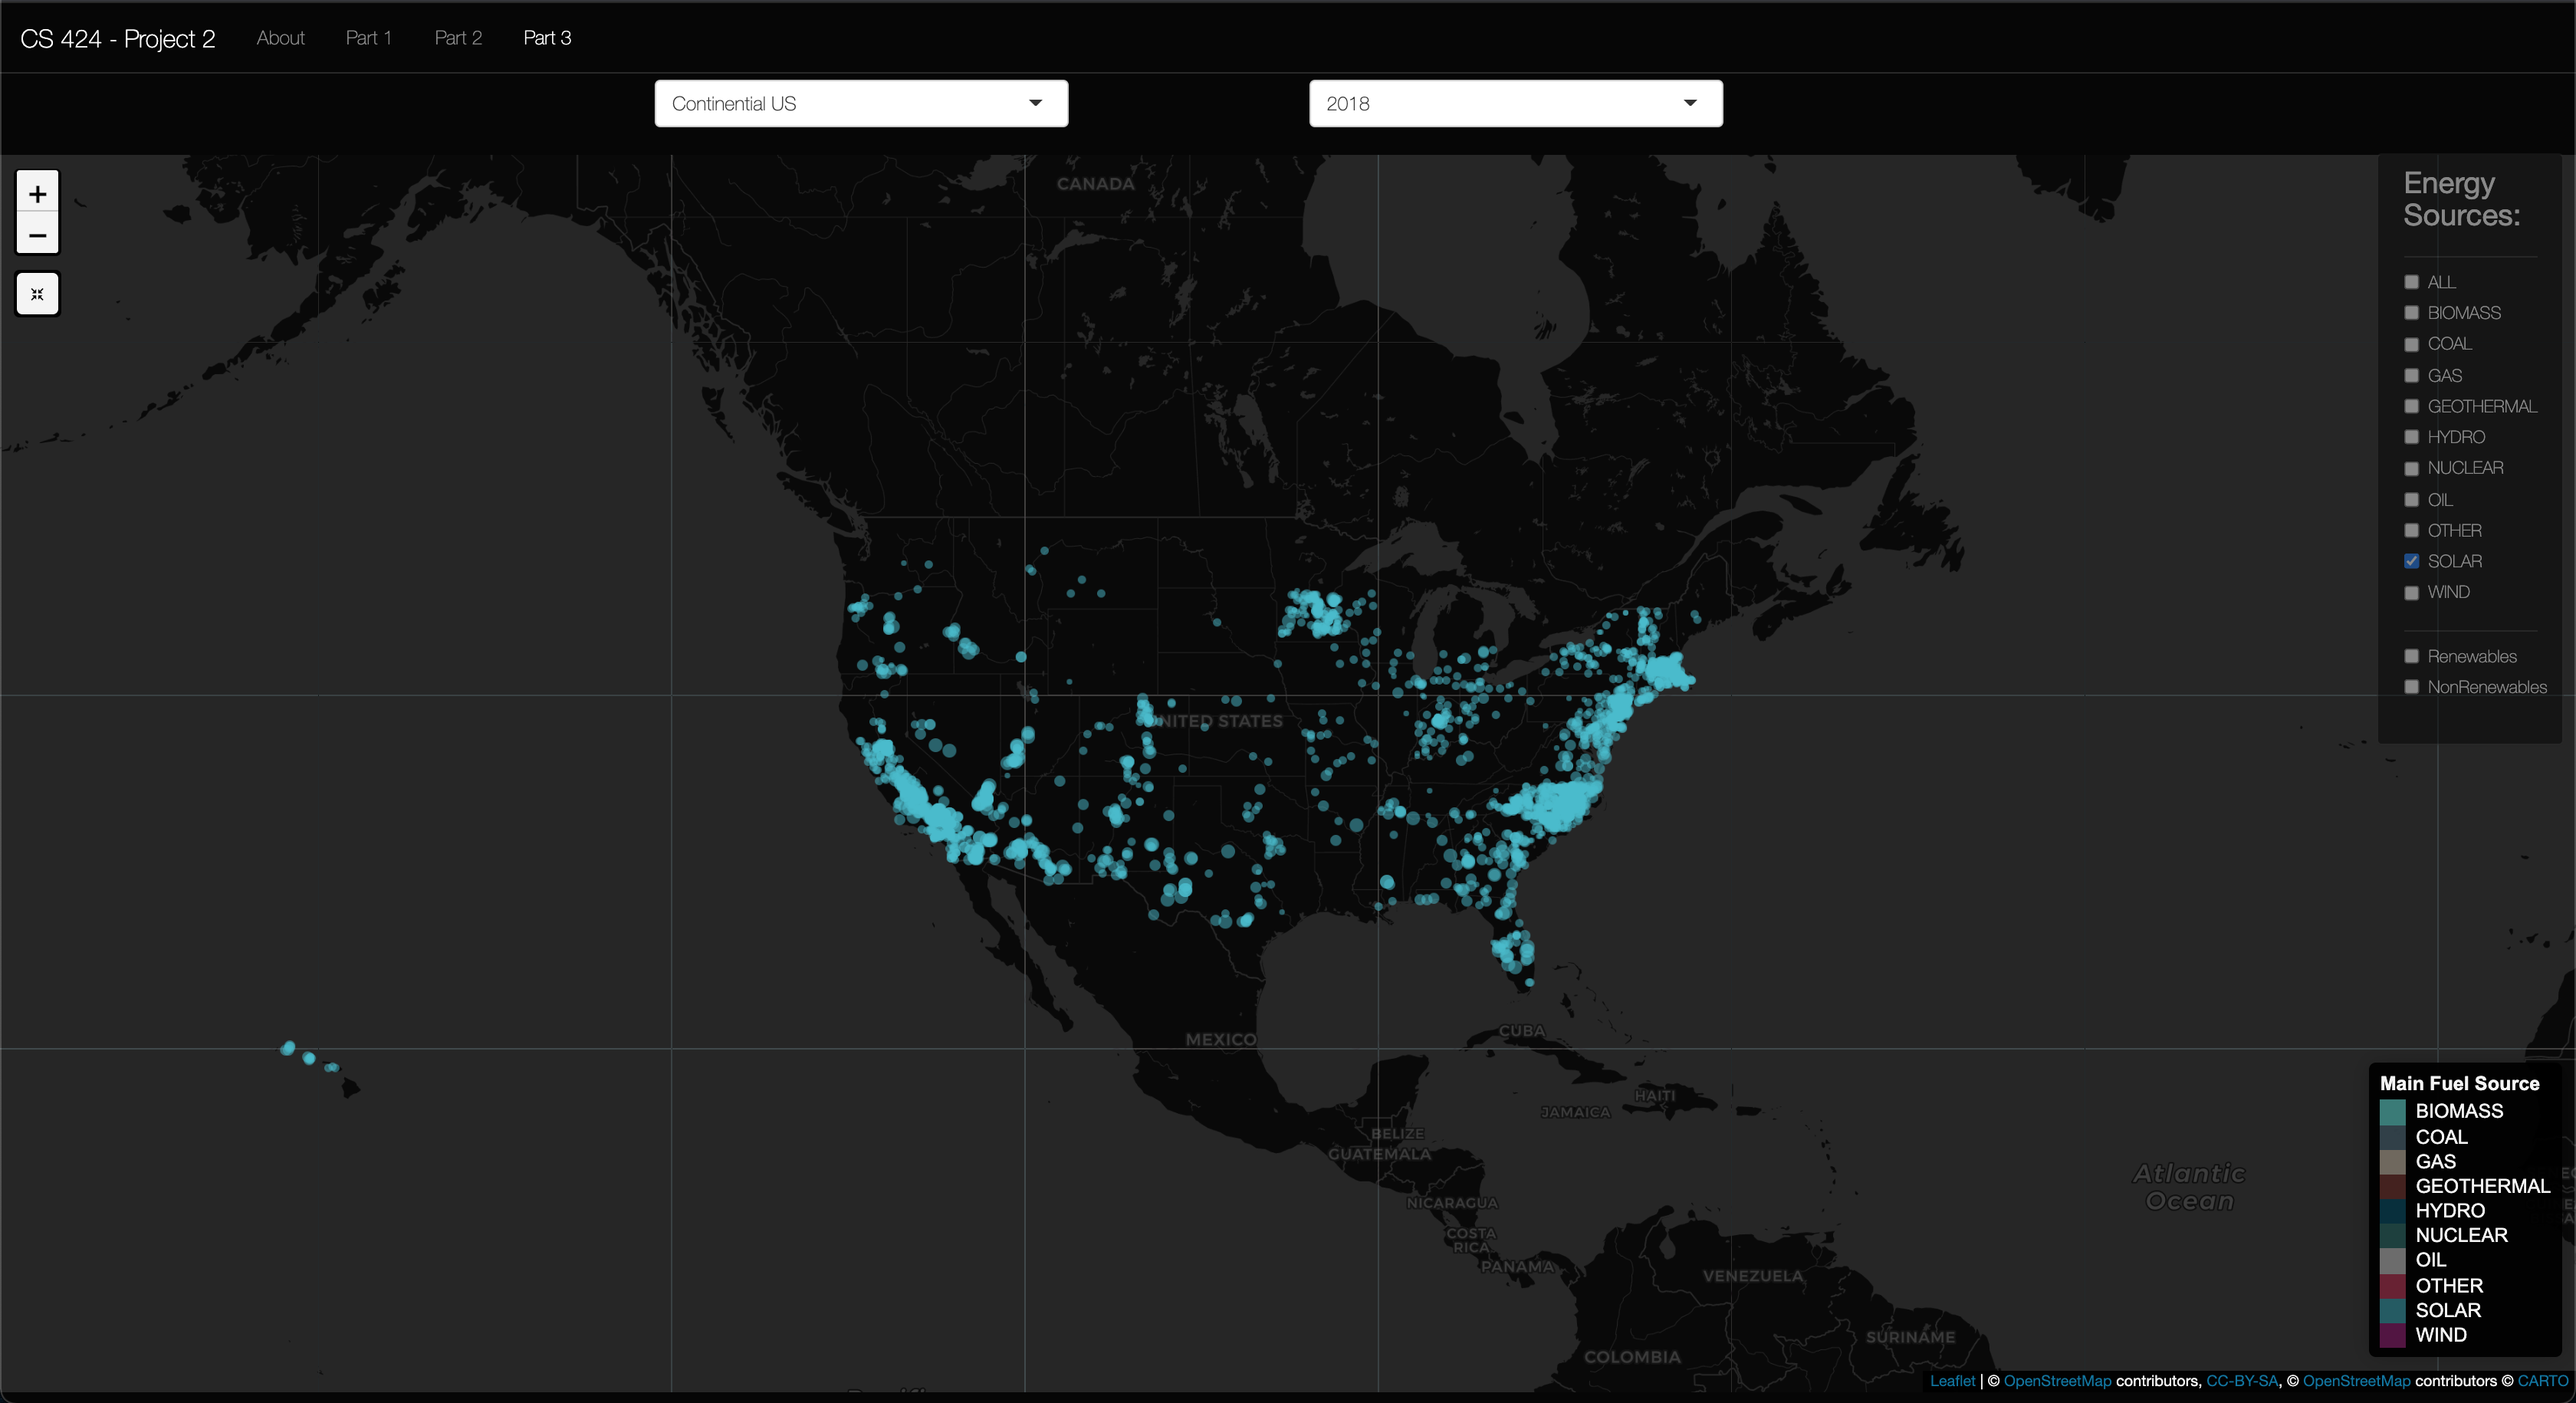 CS 424 - Project 2 About Part 1 Part 2 Part 3
Continential US
2018
CANADA
UNITED STATES
MEXICO
CUBA
HAITI
JAMAICA
BELIZE
GUATEMALA
NICARAGUA
COSTA
RICA
PANAMA
VENEZUELA
SURINAME
COLOMBIA
Atlantic
Ocean
+
−
Energy
Sources:
ALL
BIOMASS
COAL
GAS
GEOTHERMAL
HYDRO
NUCLEAR
OIL
OTHER
SOLAR
WIND
Renewables
NonRenewables
Main Fuel Source
BIOMASS
COAL
GAS
GEOTHERMAL
HYDRO
NUCLEAR
OIL
OTHER
SOLAR
WIND
Leaflet | © OpenStreetMap contributors, CC-BY-SA, © OpenStreetMap contributors © CARTO